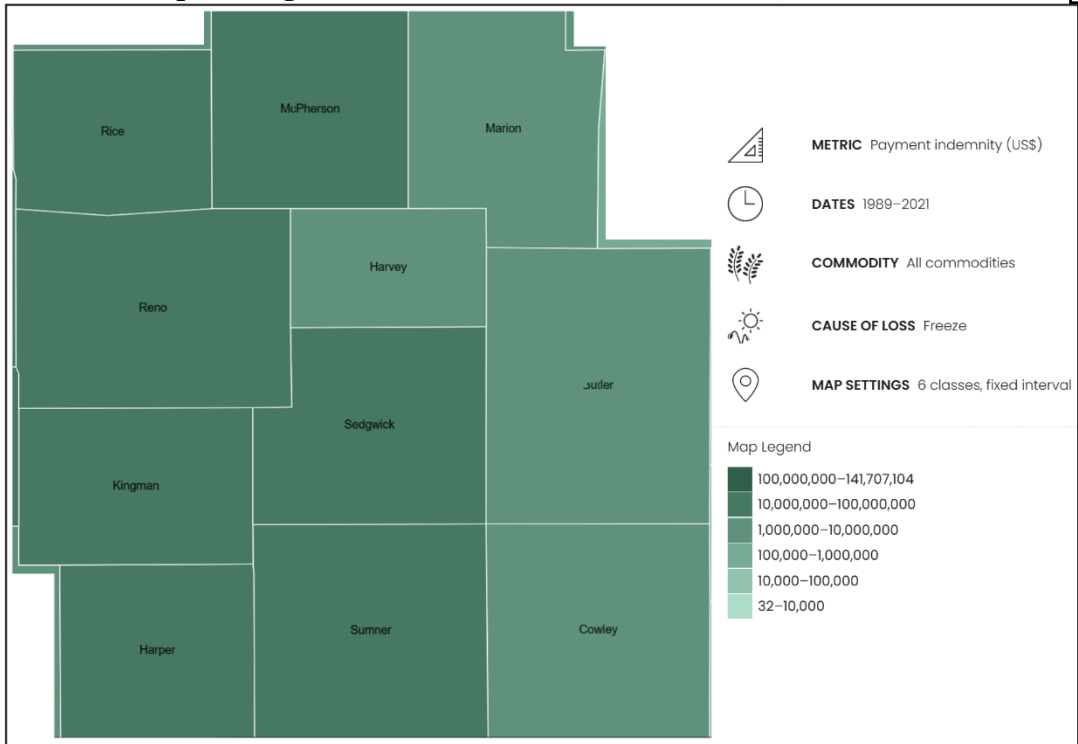 McPherson
Rice
Marion
Harvey
Reno
Sedgwick
Kingman
Sumner
Cowley
Harper
METRIC Payment indemnity (US$)
DATES 1989–2021
COMMODITY All commodities
CAUSE OF LOSS Freeze
MAP SETTINGS 6 classes, fixed interval
Map Legend
100,000,000–141,707,104
10,000,000–100,000,000
1,000,000–10,000,000
100,000–1,000,000
10,000–100,000
32–10,000